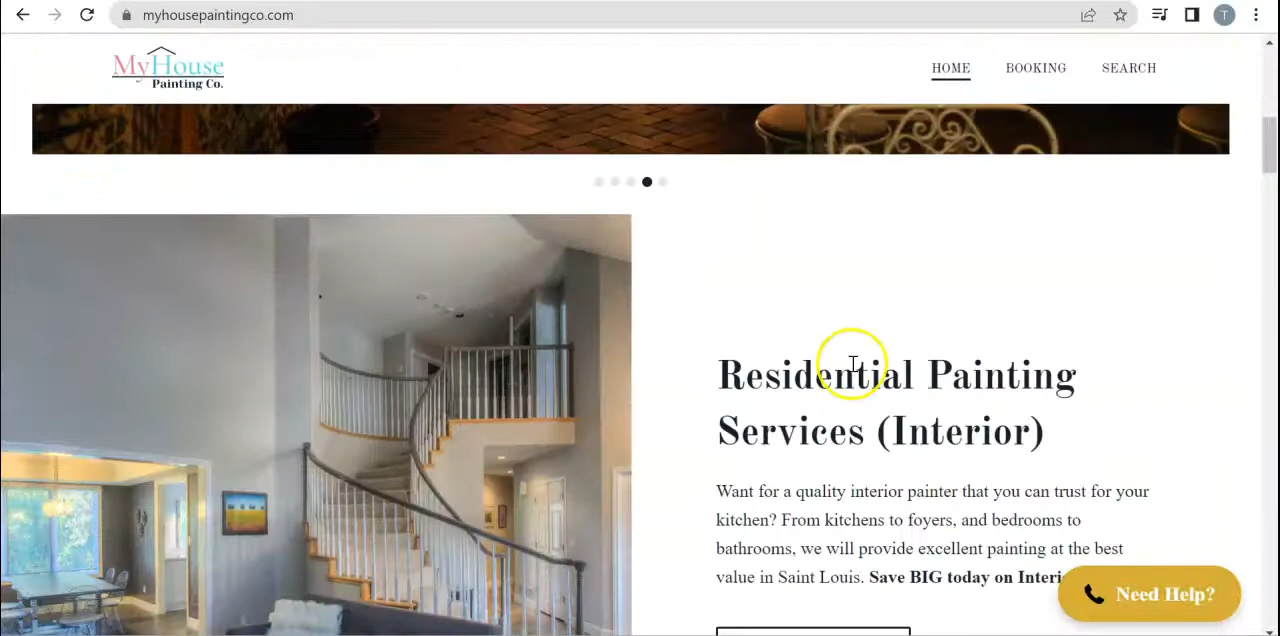 myhousepaintingco.com
T
MyHouse
Painting Co.
HOME BOOKING SEARCH
Residential Painting
Services (Interior)
Want for a quality interior painter that you can trust for your
kitchen? From kitchens to foyers, and bedrooms to
bathrooms, we will provide excellent painting at the best
value in Saint Louis. Save BIG today on Interi
Need Help?